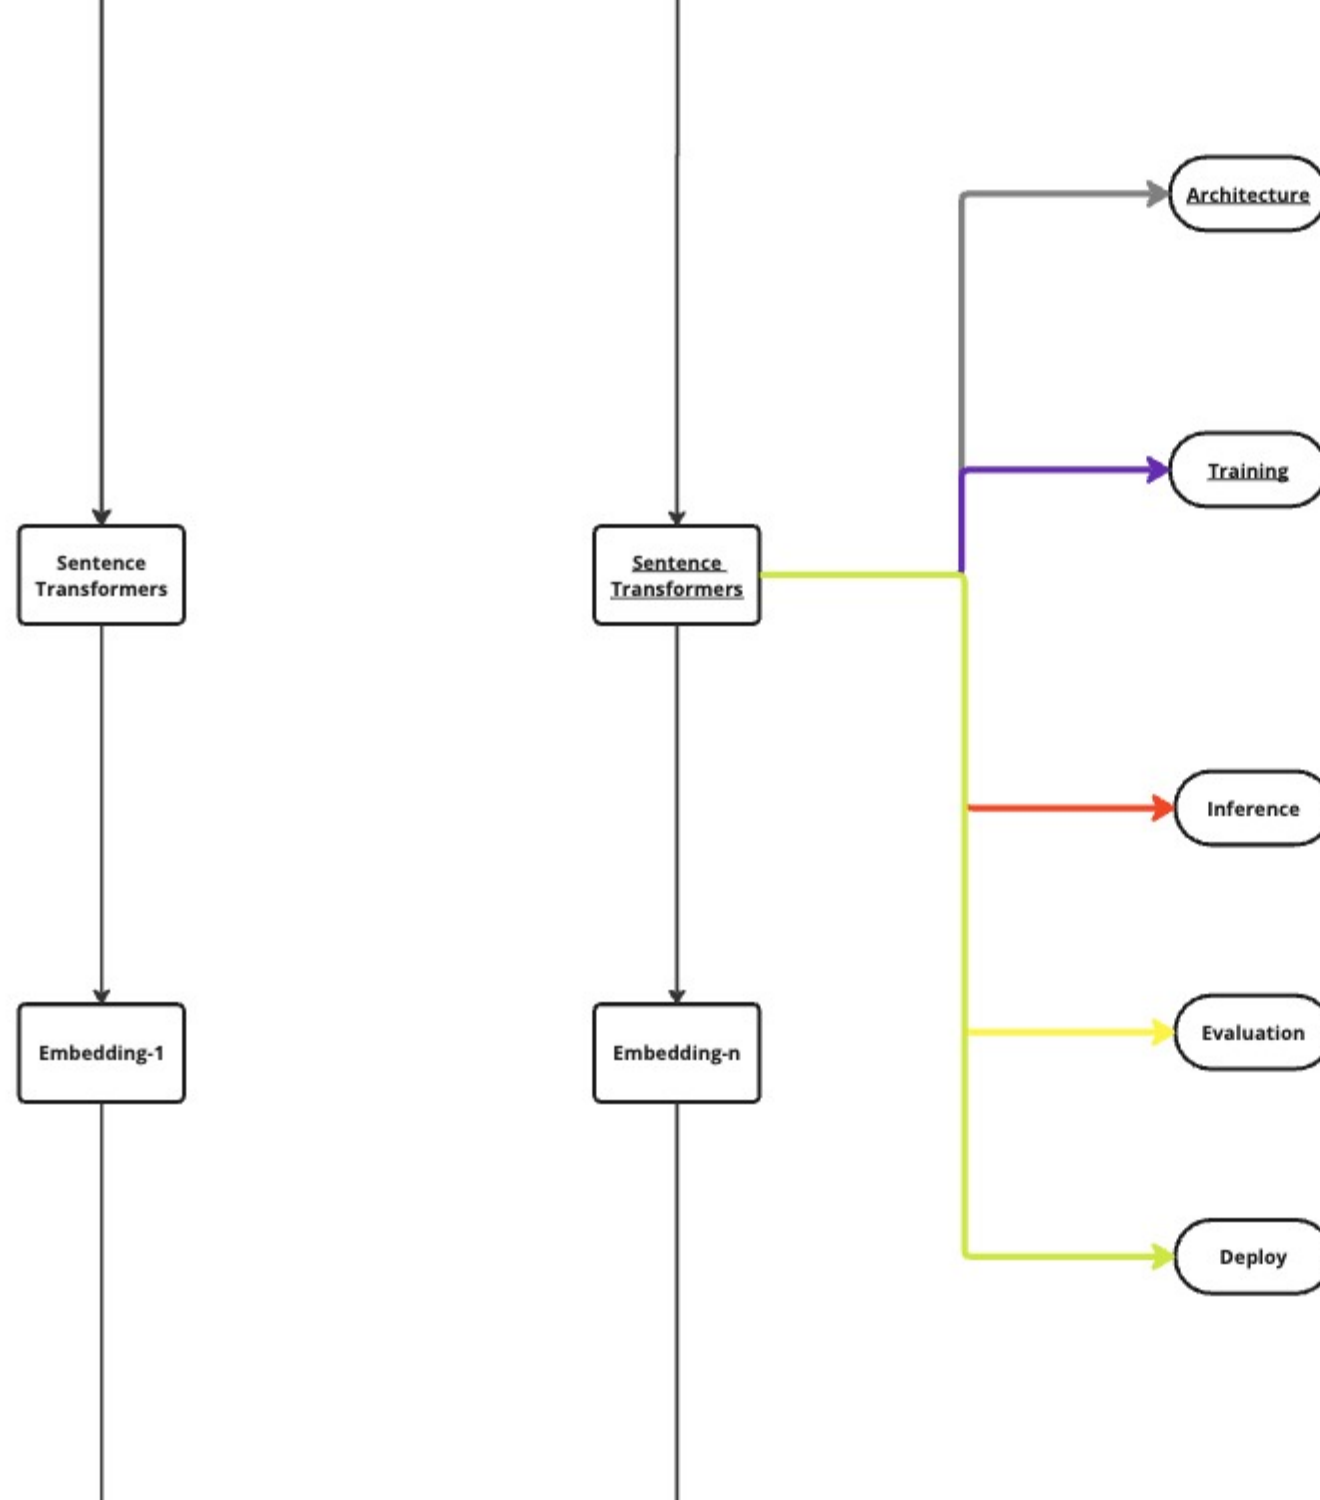 Architecture
Training
Sentence
Transformers
Sentence
Transformers
Inference
Embedding-1
Embedding-n
Evaluation
Deploy